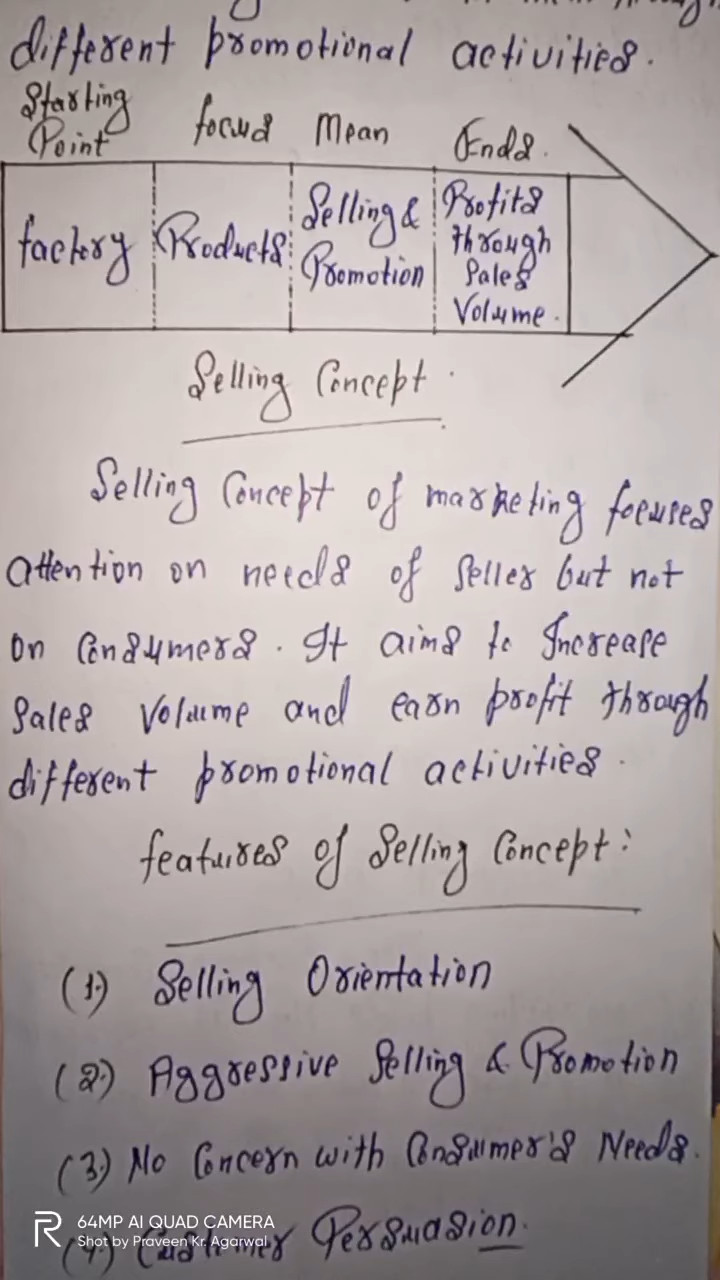 different promotional activities.
Starting Point focus Mean Ends.
factory Products Selling & Promotion Profits through Sales Volume.
Selling Concept.
Selling Concept of marketing focuses
attention on needs of Seller but not
on Consumers. It aims to Increase
Sales Volume and earn profit through
different promotional activities.
features of Selling Concept:
(1.) Selling Orientation
(2.) Aggressive Selling & Promotion
(3.) No Concern with Consumer's Needs.
(4.) Customer Persuasion.
64MP AI QUAD CAMERA
Shot by Praveen Kr. Agarwal